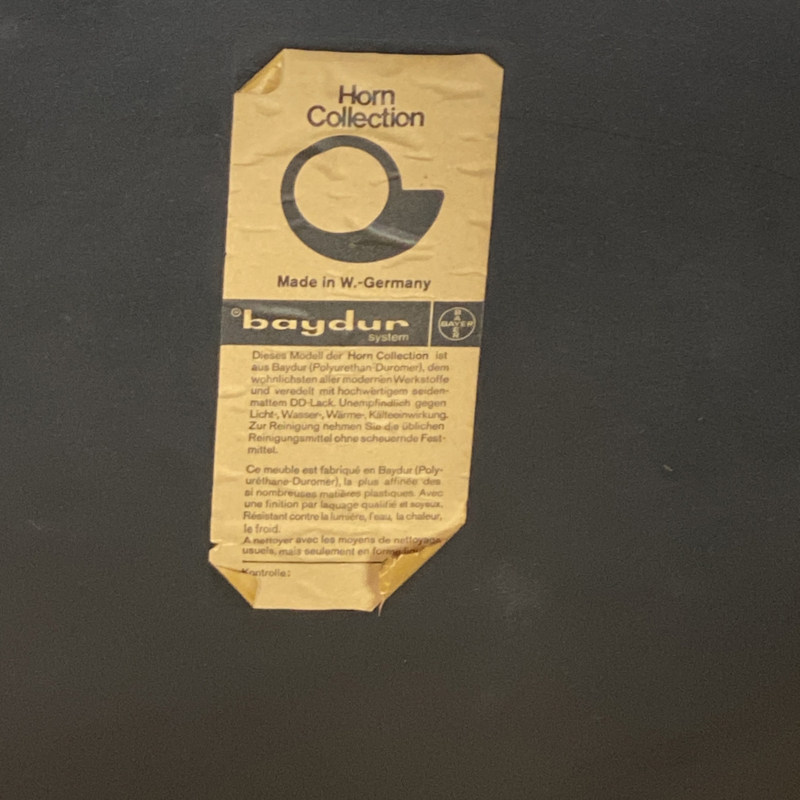 Horn
Collection
Made in W.-Germany
®baydur
system
BAYER
BAYER
Dieses Modell der Horn Collection ist
aus Baydur (Polyurethan-Duromer), dem
wohnlichsten aller modernen Werkstoffe
und veredelt mit hochwertigem seiden-
mattem DD-Lack. Unempfindlich gegen
Licht-, Wasser-, Wärme-, Kälteeinwirkung.
Zur Reinigung nehmen Sie die üblichen
Reinigungsmittel ohne scheuernde Fest-
mittel.
Ce meuble est fabriqué en Baydur (Poly-
uréthane-Duromer), la plus affinée des
si nombreuses matières plastiques. Avec
une finition par laquage qualifié et soyeux.
Résistant contre la lumière, l'eau, la chaleur,
le froid.
A nettoyer avec les moyens de nettoyage
usuels, mais seulement en forme
Kontrolle: